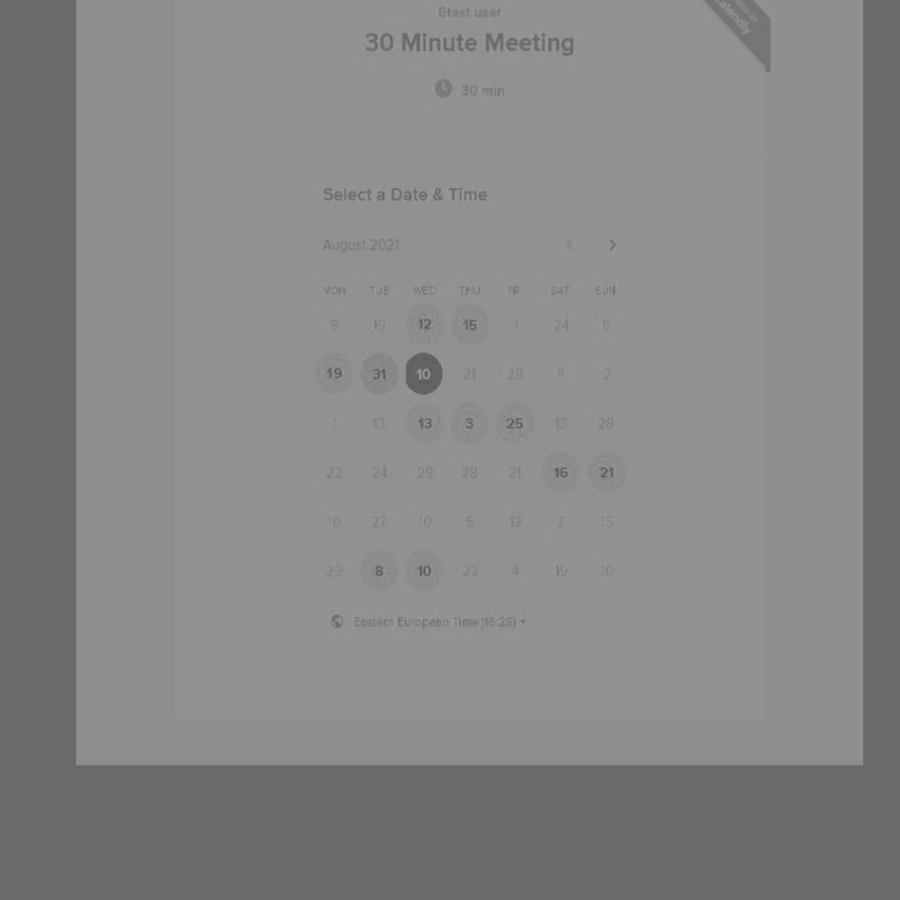 6test user
30 Minute Meeting
30 min
Calendly
Select a Date & Time
August 2021
MON TUE WED THU FRI SAT SUN
9 19 12 15 1 24 6
19 31 10 21 28 6 2
1 13 13 3 25 13 28
22 24 29 28 21 16 21
10 27 10 5 12 7 15
25 8 10 22 4 19 10
Eastern European Time (16:28)